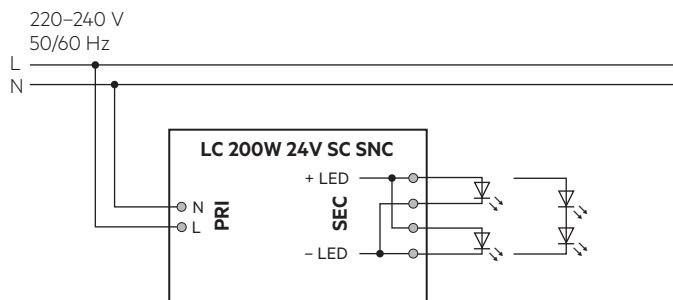 220–240 V
50/60 Hz
L
N
LC 200W 24V SC SNC
+ LED
N
L
PRI
SEC
– LED